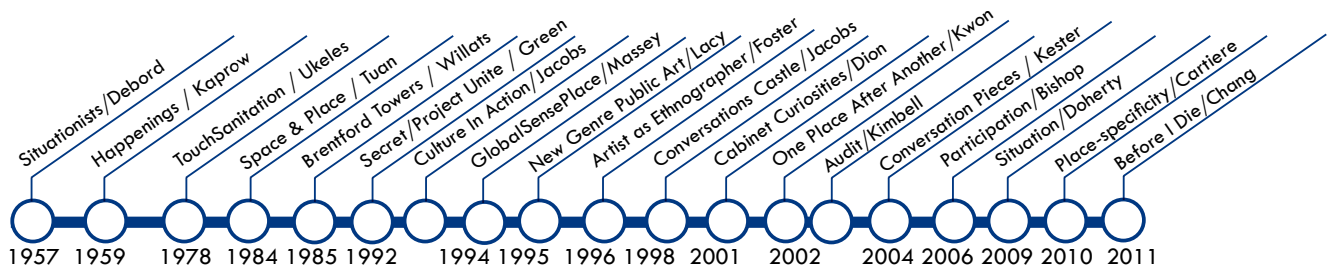 Situationists/Debord
Happenings / Kaprow
TouchSanitation / Ukeles
Space & Place / Tuan
Brentford Towers / Willats
Secret/Project Unite / Green
Culture In Action/Jacobs
GlobalSensePlace/Massey
New Genre Public Art/Lacy
Artist as Ethnographer/Foster
Conversations Castle/Jacobs
Cabinet Curiosities/Dion
One Place After Another/Kwon
Audit/Kimbell
Conversation Pieces / Kester
Participation/Bishop
Situation/Doherty
Place-specificity/Cartiere
Before I Die/Chang
1957 1959 1978 1984 1985 1992 1994 1995 1996 1998 2001 2002 2004 2006 2009 2010 2011